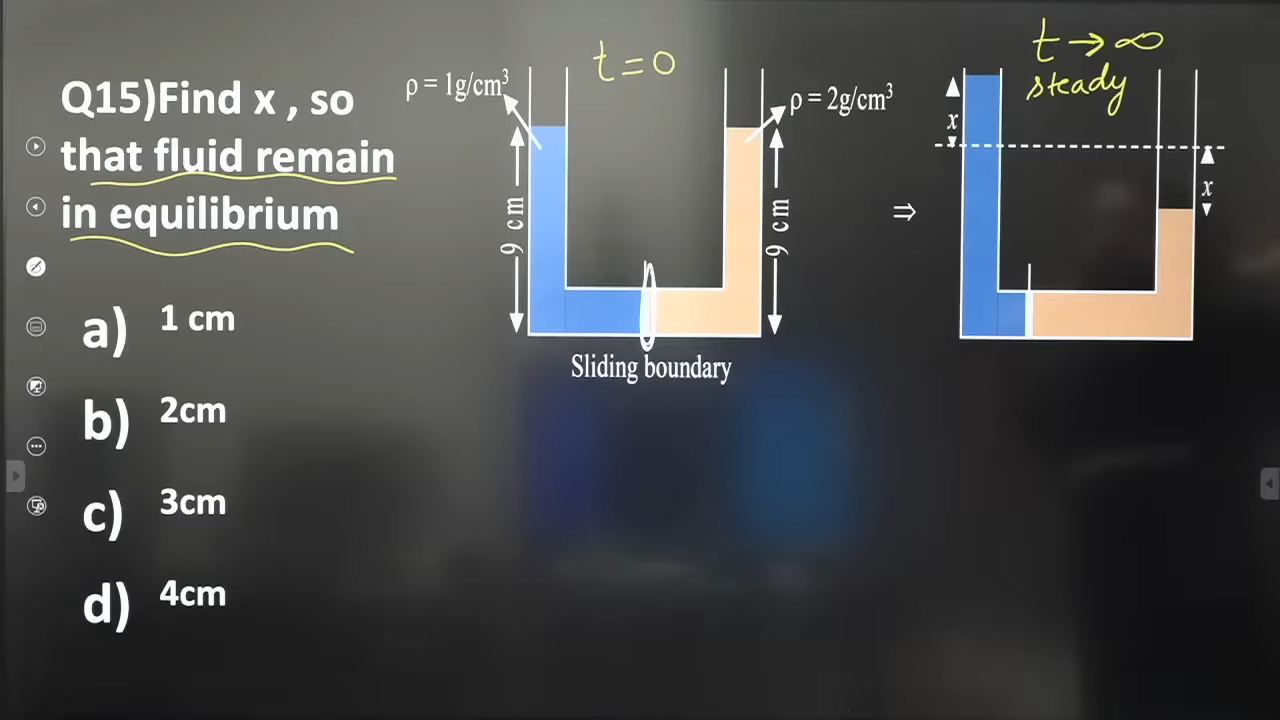 Q15)Find x , so
that fluid remain
in equilibrium
a) 1 cm
b) 2cm
c) 3cm
d) 4cm
t = 0
ρ = 1g/cm³
ρ = 2g/cm³
9 cm
9 cm
Sliding boundary
⇒
t → ∞
steady
x
x